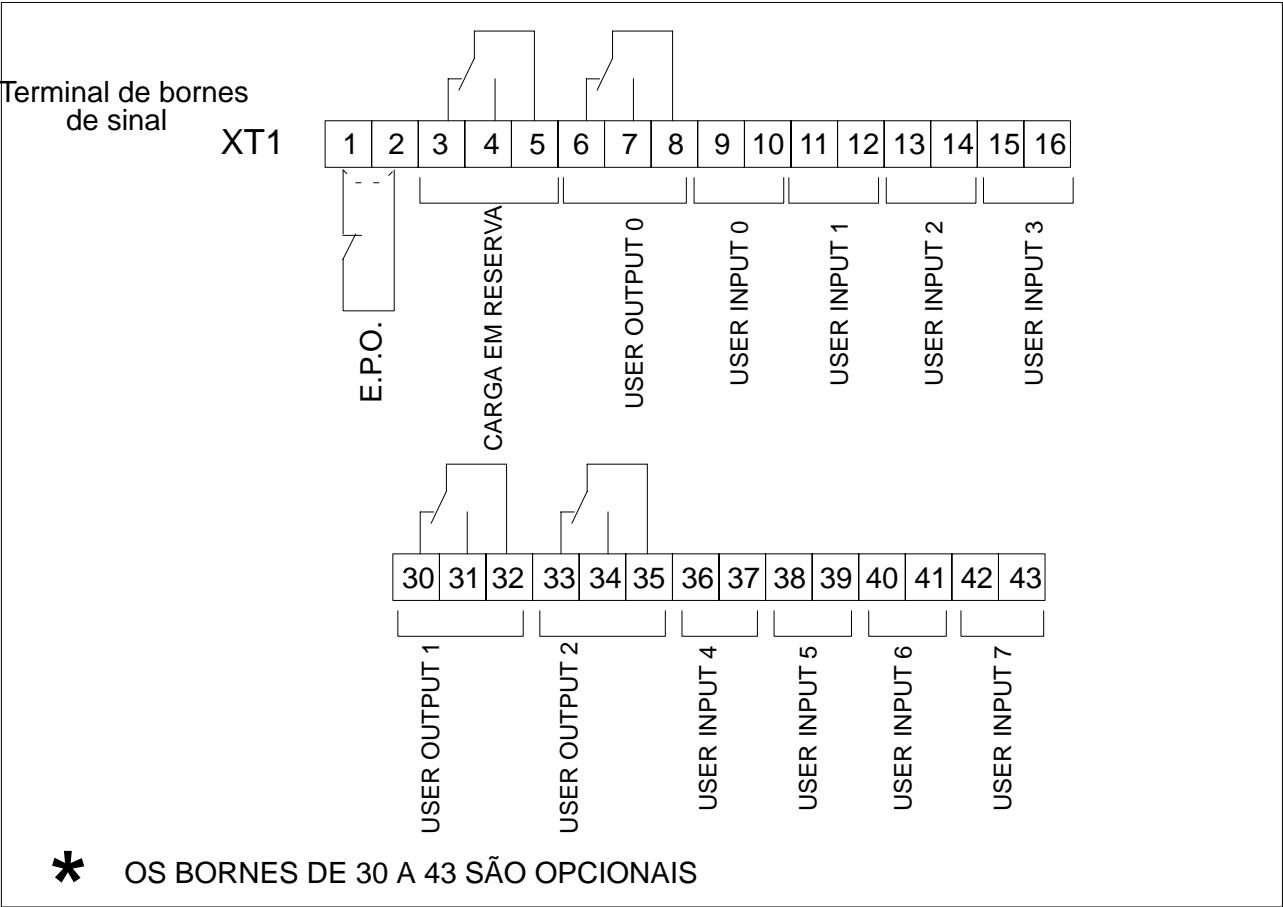 Terminal de bornes
de sinal
XT1
1 2 3 4 5 6 7 8 9 10 11 12 13 14 15 16
E.P.O.
CARGA EM RESERVA
USER OUTPUT 0
USER INPUT 0
USER INPUT 1
USER INPUT 2
USER INPUT 3
30 31 32 33 34 35 36 37 38 39 40 41 42 43
USER OUTPUT 1
USER OUTPUT 2
USER INPUT 4
USER INPUT 5
USER INPUT 6
USER INPUT 7
* OS BORNES DE 30 A 43 SÃO OPCIONAIS